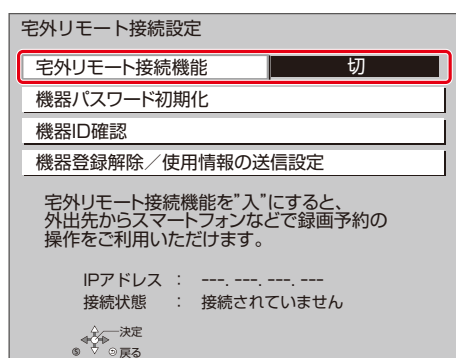 宅外リモート接続設定
宅外リモート接続機能 切
機器パスワード初期化
機器ID確認
機器登録解除／使用情報の送信設定
宅外リモート接続機能を”入”にすると、
外出先からスマートフォンなどで録画予約の
操作をご利用いただけます。
IPアドレス ： ---. ---. ---. ---
接続状態 ： 接続されていません
決定
S 戻る